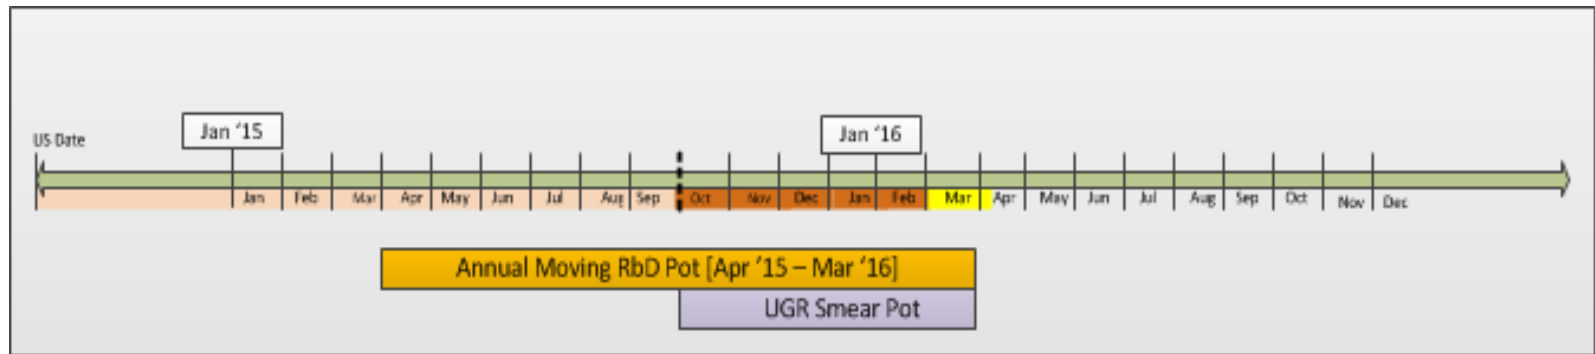 Jan '15
Jan '16
US Date
Jan Feb Mar Apr May Jun Jul Aug Sep Oct Nov Dec Jan Feb Mar Apr May Jun Jul Aug Sep Oct Nov Dec
Annual Moving RbD Pot [Apr '15 – Mar '16]
UGR Smear Pot